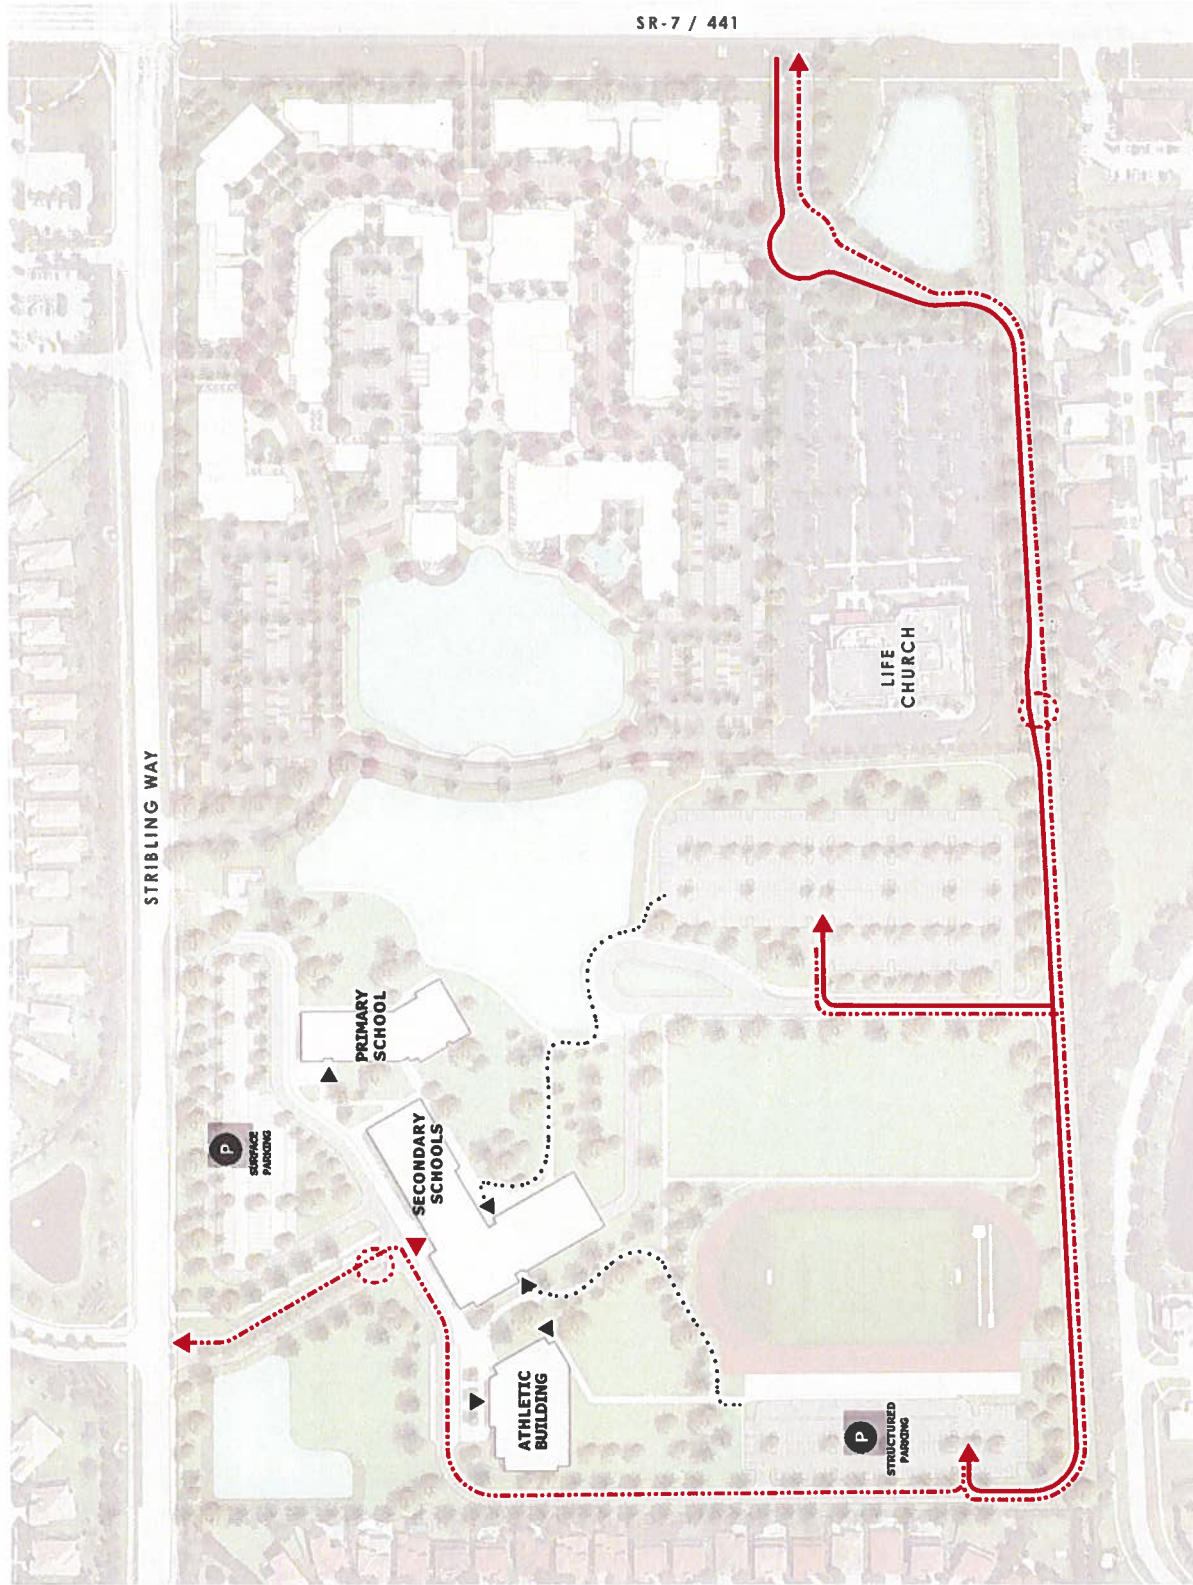 SR-7 / 441
STRIBLING WAY
LIFE
CHURCH
PRIMARY
SCHOOL
P
SURFACE
PARKING
SECONDARY
SCHOOLS
ATHLETIC
BUILDING
P
STRUCTURED
PARKING